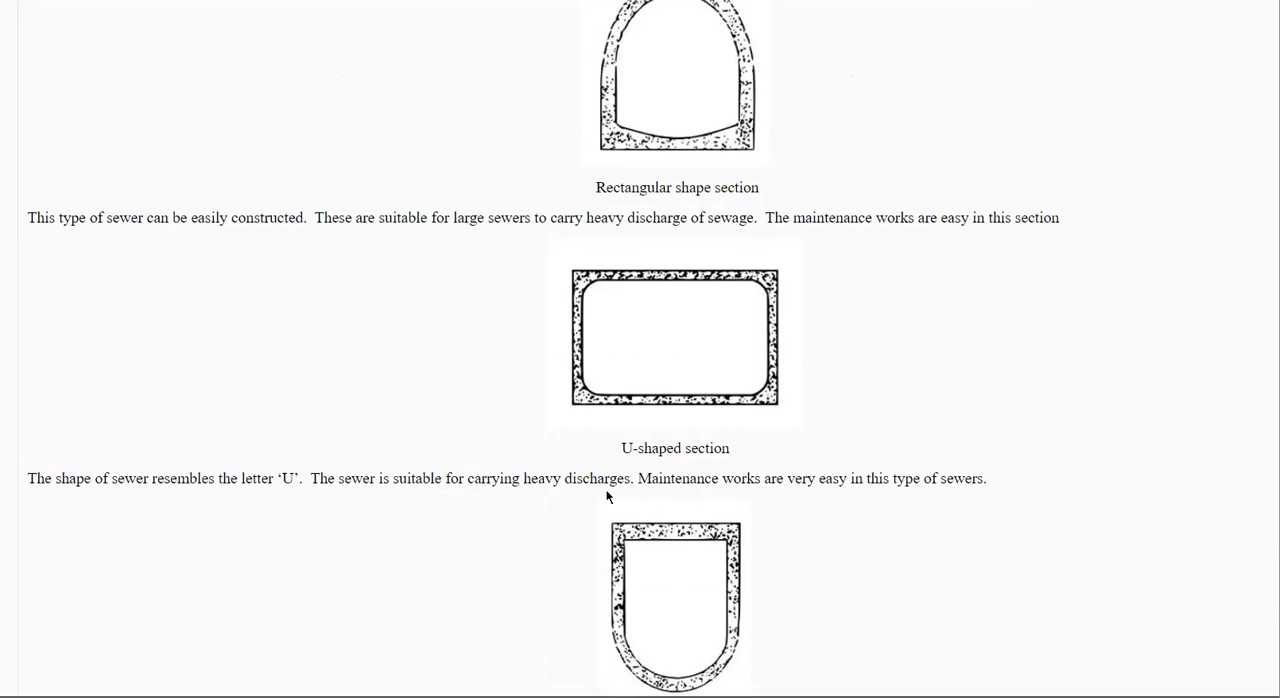 Rectangular shape section
This type of sewer can be easily constructed.  These are suitable for large sewers to carry heavy discharge of sewage.  The maintenance works are easy in this section
U-shaped section
The shape of sewer resembles the letter ‘U’.  The sewer is suitable for carrying heavy discharges. Maintenance works are very easy in this type of sewers.